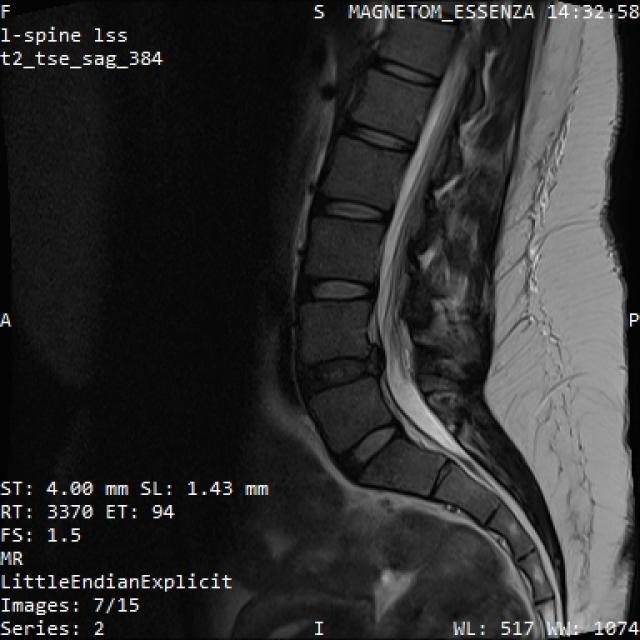 F S MAGNETOM_ESSENZA 14:32:58
l-spine lss
t2_tse_sag_384
A P
ST: 4.00 mm SL: 1.43 mm
RT: 3370 ET: 94
FS: 1.5
MR
LittleEndianExplicit
Images: 7/15
Series: 2 I WL: 517 WW: 1074